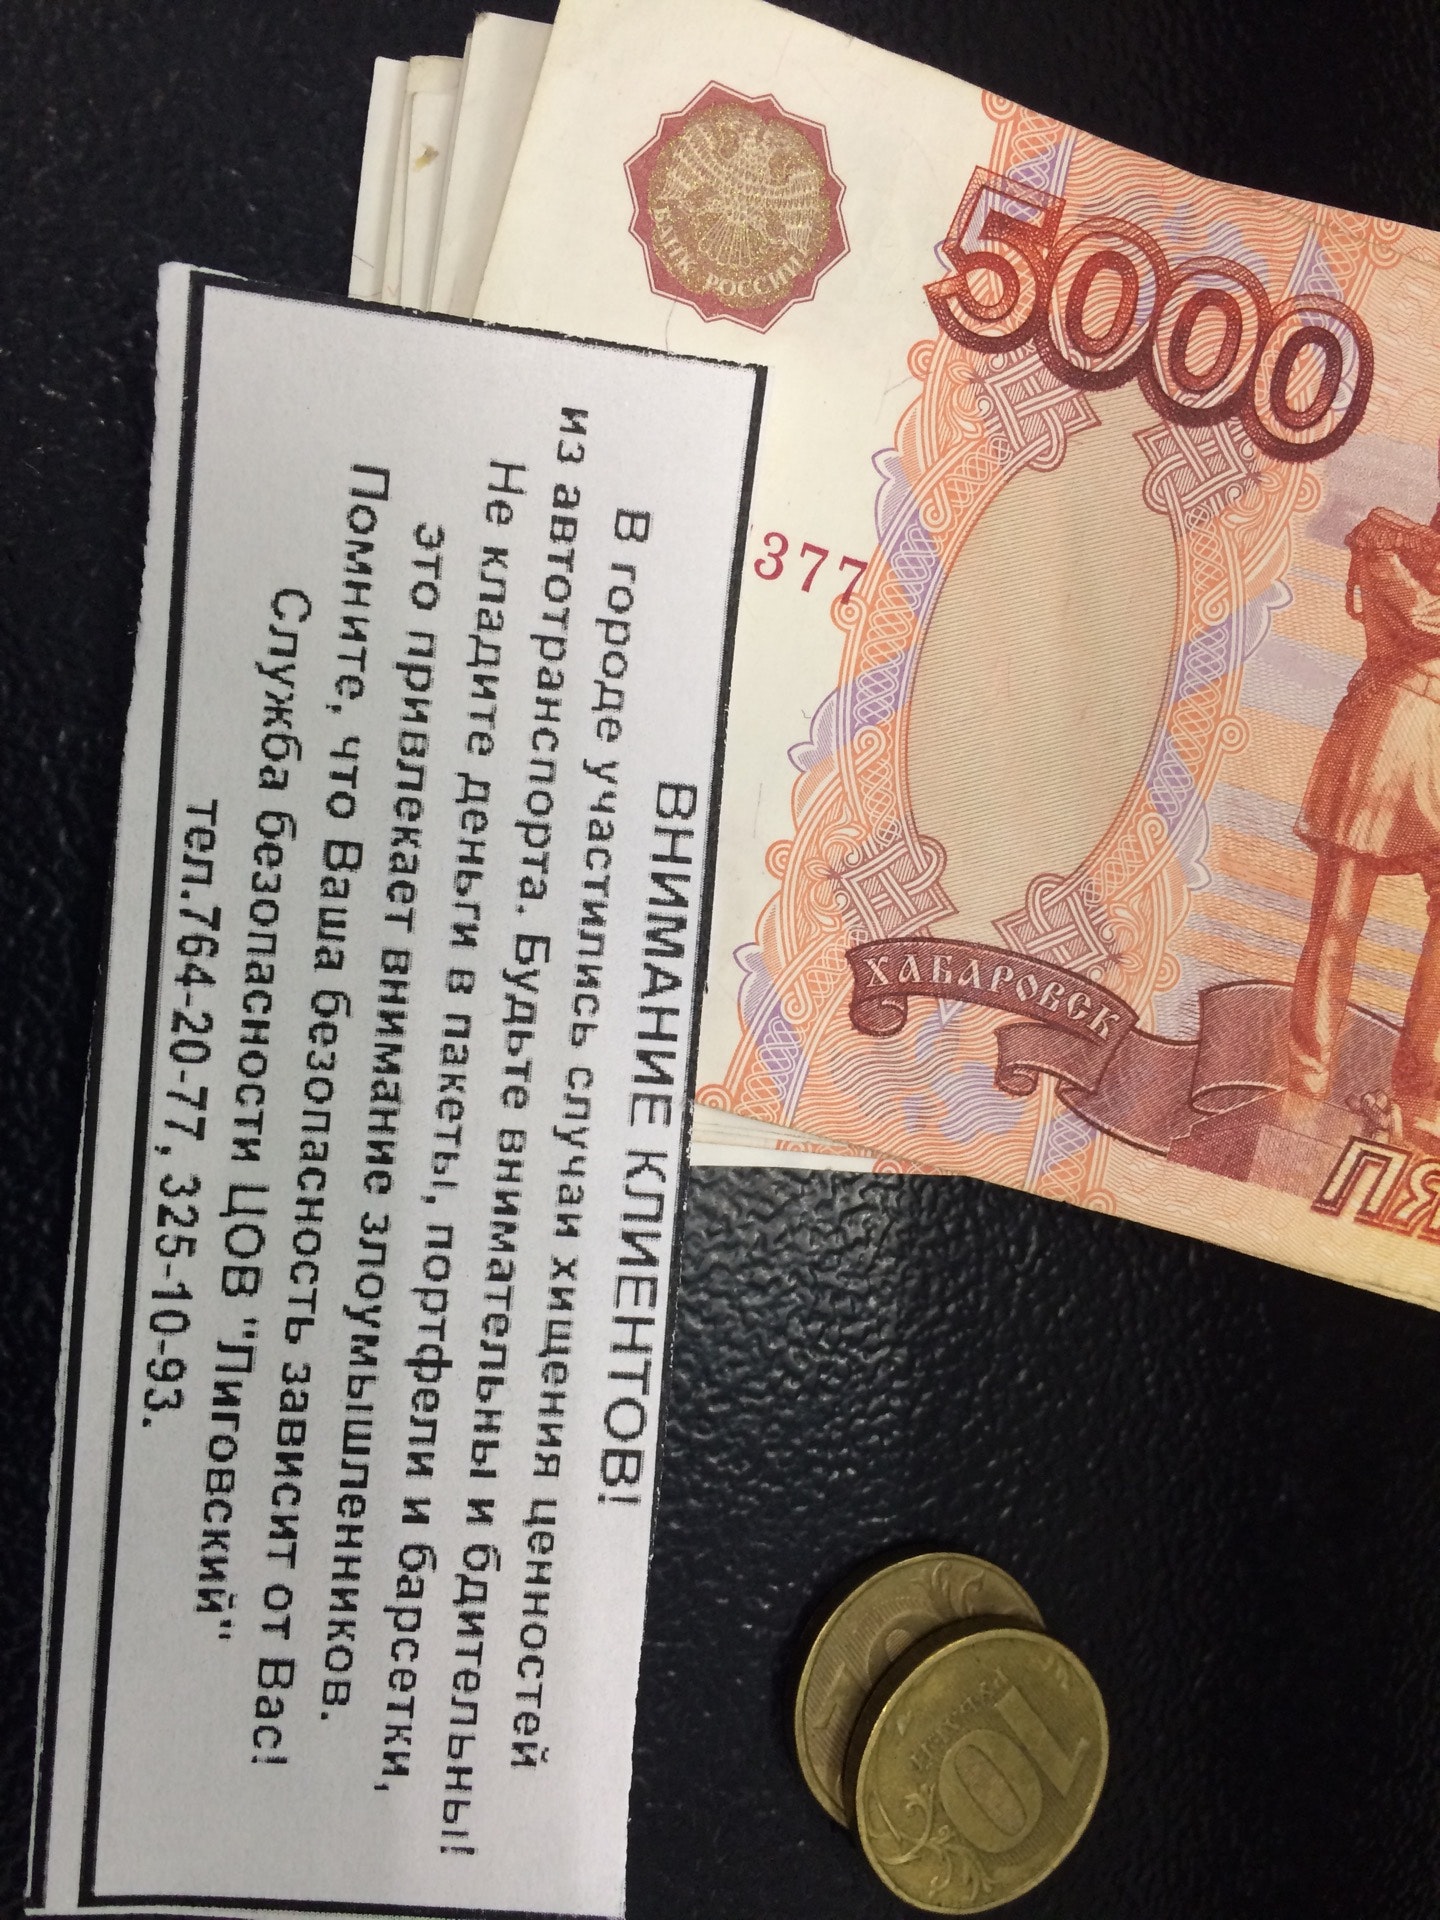 ВНИМАНИЕ КЛИЕНТОВ!
В городе участились случаи хищения ценностей
из автотранспорта. Будьте внимательны и бдительны!
Не кладите деньги в пакеты, портфели и барсетки,
это привлекает внимание злоумышленников.
Помните, что Ваша безопасность зависит от Вас!
Служба безопасности ЦОВ "Лиговский"
тел.764-20-77, 325-10-93.
БАНК РОССИИ
5000
377
ХАБАРОВСК
ПЯ
10
РУБЛЕЙ